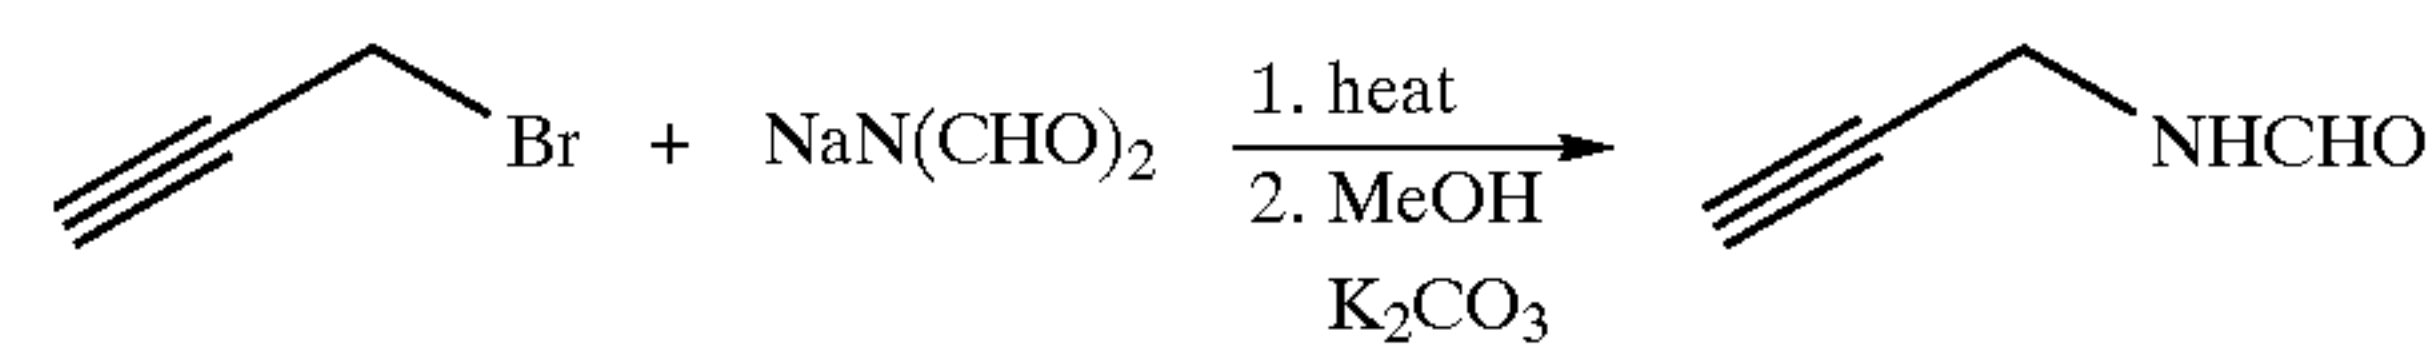 Br + NaN(CHO)₂
1. heat
2. MeOH
K₂CO₃
NHCHO